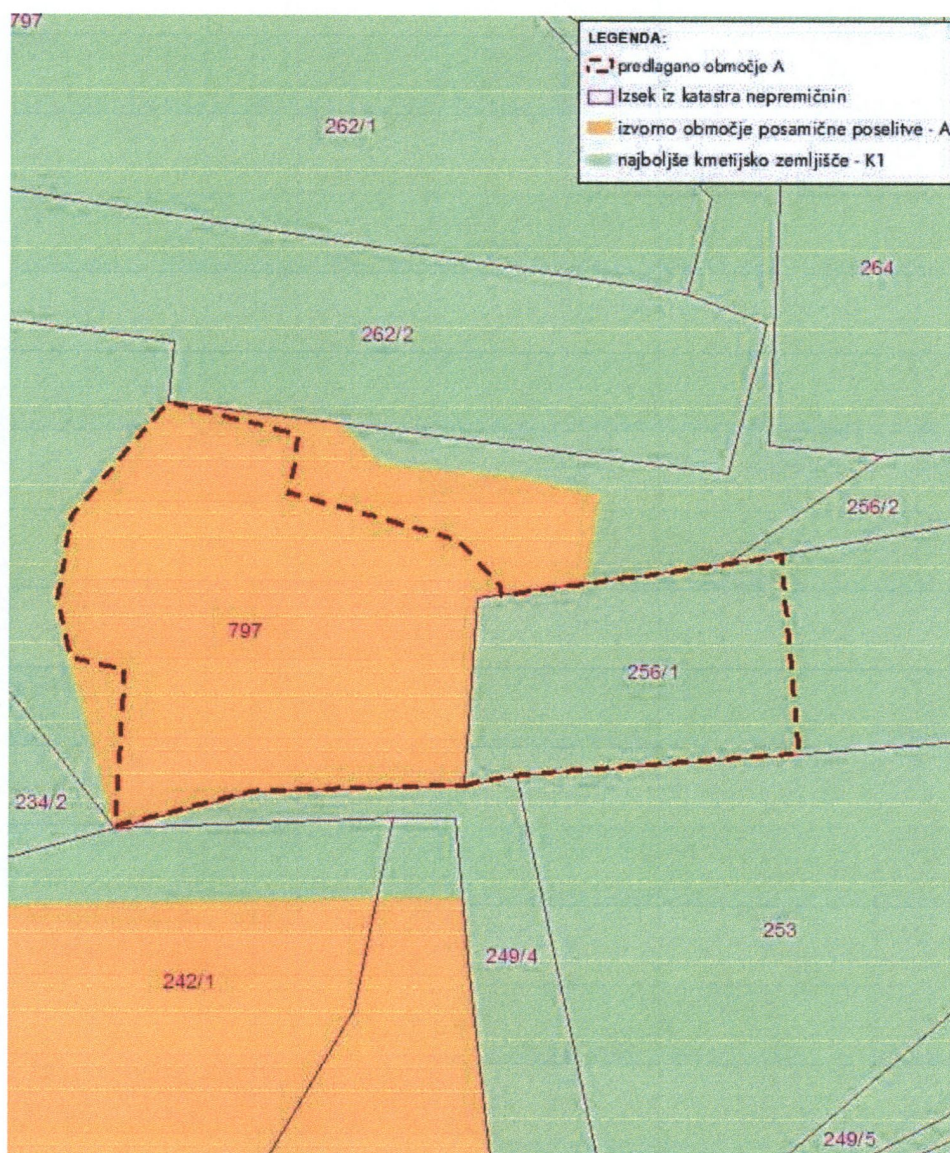 797
LEGENDA:
predlagano območje A
Izsek iz katastra nepremičnin
izvorno območje posamične poselitve - A
najboljše kmetijsko zemljišče - K1
262/1
264
262/2
256/2
797
256/1
234/2
253
249/4
242/1
249/5